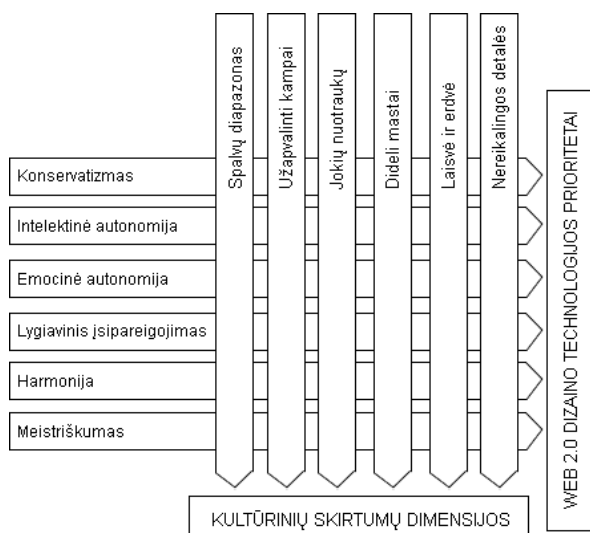 Spalvų diapazonas
Užapvalinti kampai
Jokių nuotraukų
Dideli mastai
Laisvė ir erdvė
Nereikalingos detalės
WEB 2.0 DIZAINO TECHNOLOGIJOS PRIORITETAI
Konservatizmas
Intelektinė autonomija
Emocinė autonomija
Lygiavinis įsipareigojimas
Harmonija
Meistriškumas
KULTŪRINIŲ SKIRTUMŲ DIMENSIJOS